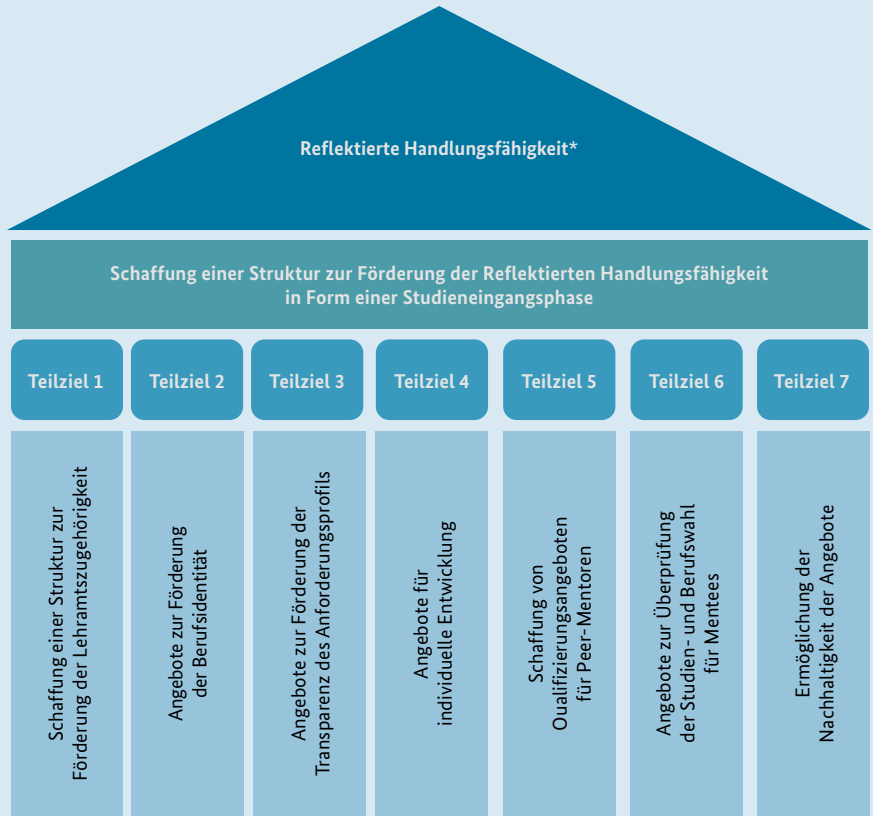 Reflektierte Handlungsfähigkeit*
Schaffung einer Struktur zur Förderung der Reflektierten Handlungsfähigkeit
in Form einer Studieneingangsphase
Teilziel 1
Teilziel 2
Teilziel 3
Teilziel 4
Teilziel 5
Teilziel 6
Teilziel 7
Schaffung einer Struktur zur
Förderung der Lehramtszugehörigkeit
Angebote zur Förderung
der Berufsidentität
Angebote zur Förderung der
Transparenz des Anforderungsprofils
Angebote für
individuelle Entwicklung
Schaffung von
Qualifizierungsangeboten
für Peer-Mentoren
Angebote zur Überprüfung
der Studien- und Berufswahl
für Mentees
Ermöglichung der
Nachhaltigkeit der Angebote